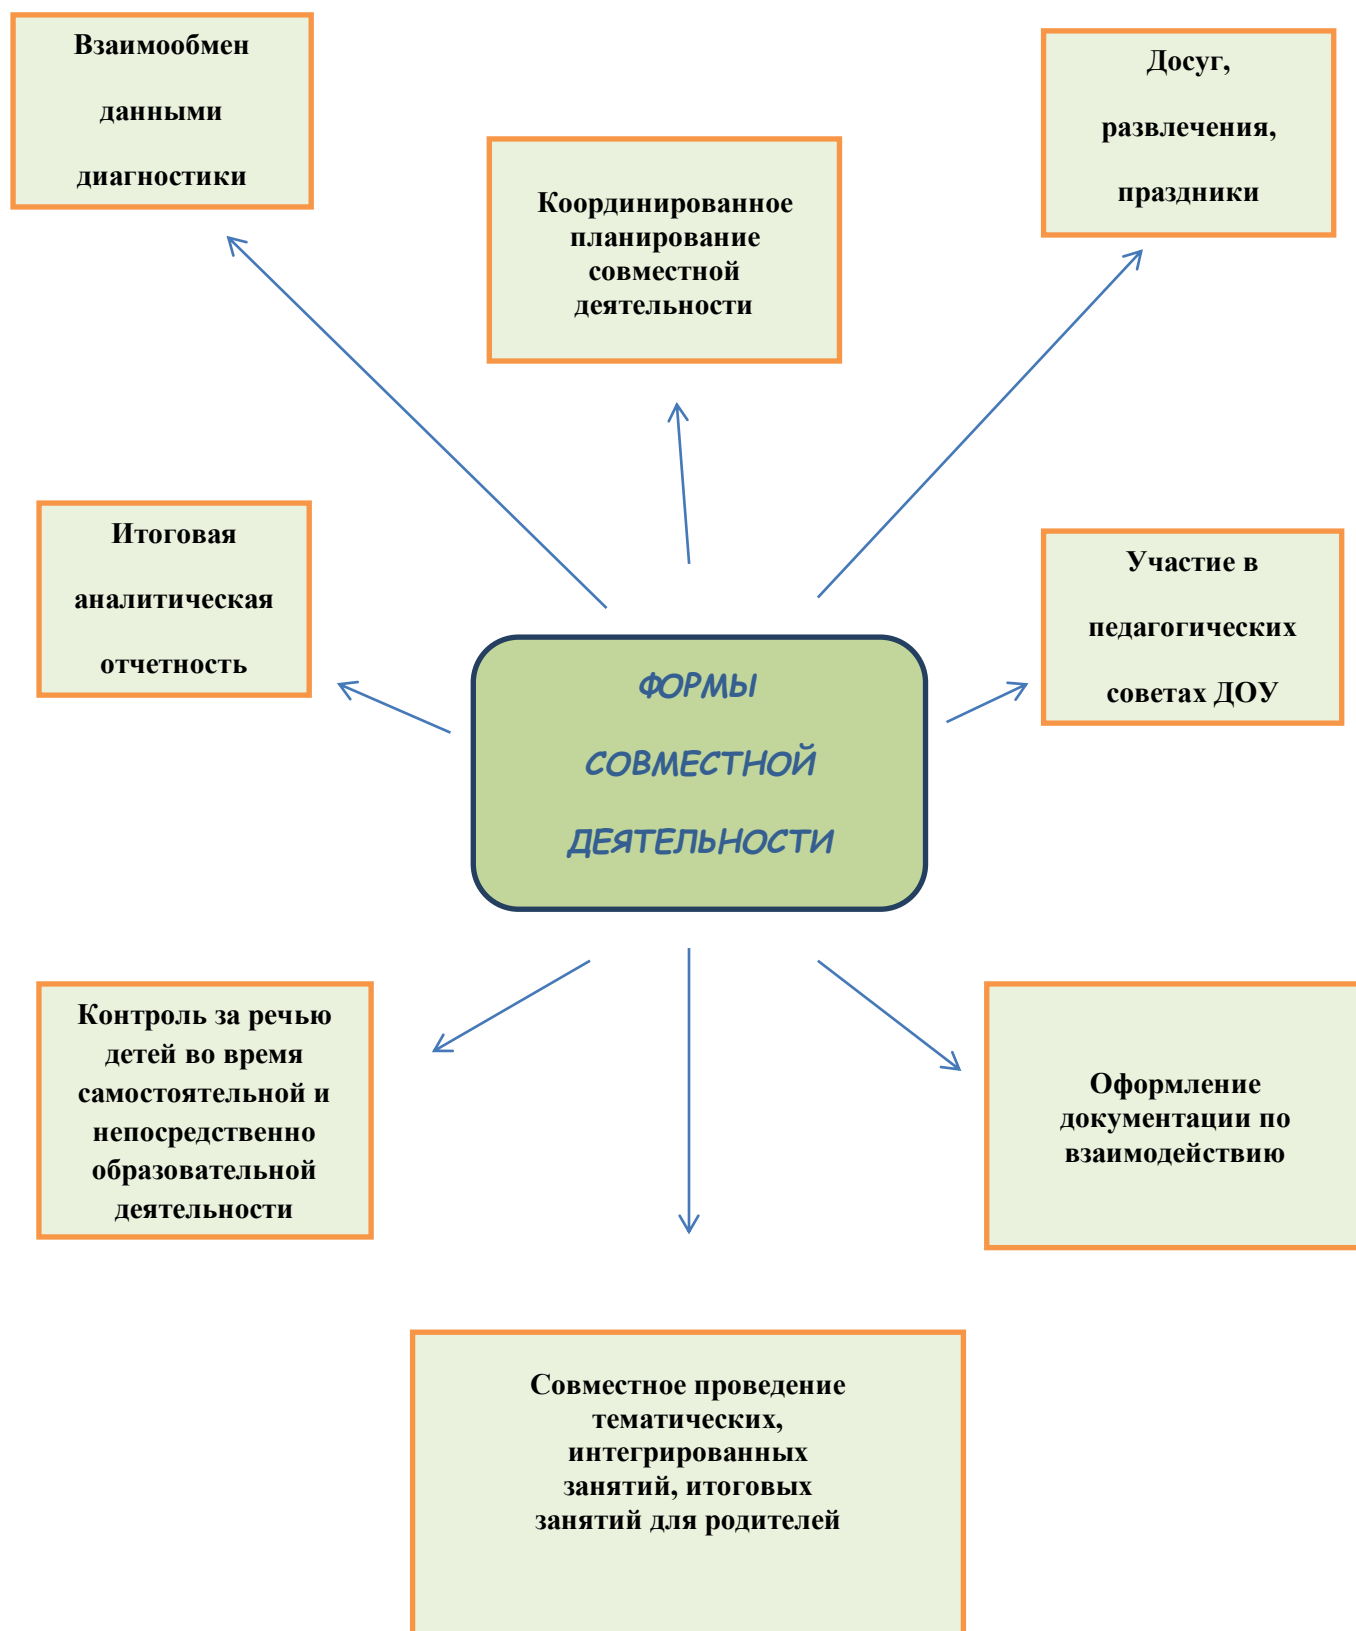 Взаимообмен
данными
диагностики
Координированное
планирование
совместной
деятельности
Досуг,
развлечения,
праздники
Итоговая
аналитическая
отчетность
Участие в
педагогических
советах ДОУ
ФОРМЫ
СОВМЕСТНОЙ
ДЕЯТЕЛЬНОСТИ
Контроль за речью
детей во время
самостоятельной и
непосредственно
образовательной
деятельности
Оформление
документации по
взаимодействию
Совместное проведение
тематических,
интегрированных
занятий, итоговых
занятий для родителей